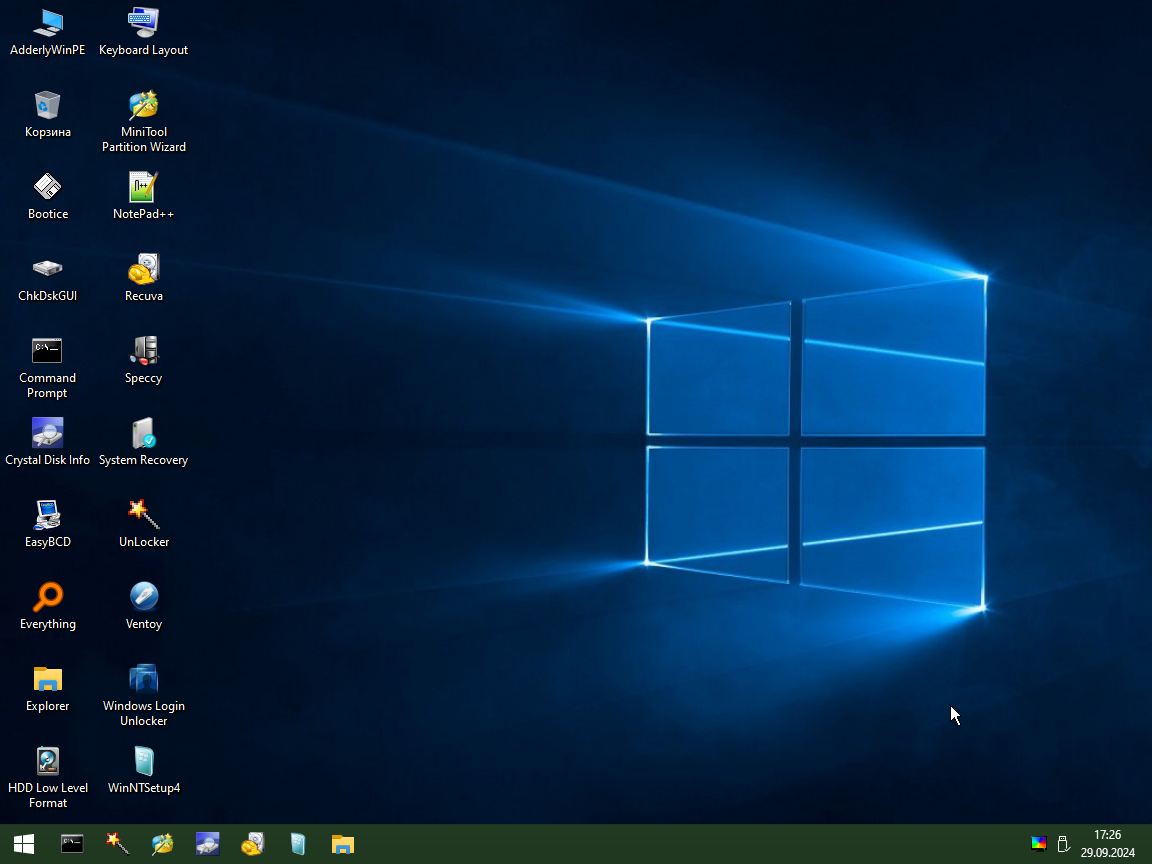 AdderlyWinPE
Keyboard Layout
Корзина
MiniTool
Partition Wizard
Bootice
NotePad++
ChkDskGUI
Recuva
Command
Prompt
Speccy
Crystal Disk Info
System Recovery
EasyBCD
UnLocker
Everything
Ventoy
Explorer
Windows Login
Unlocker
HDD Low Level
Format
WinNTSetup4
17:26
29.09.2024